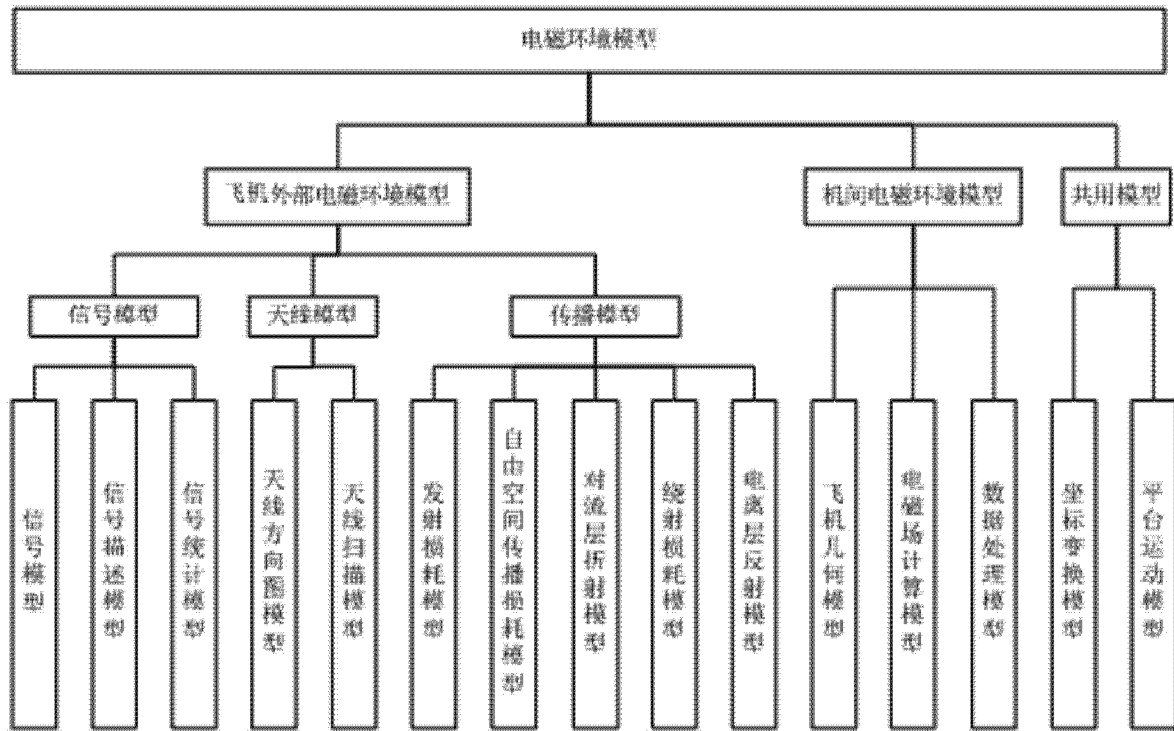 电磁环境模型
飞机外部电磁环境模型
机间电磁环境模型
共用模型
信号模型
天线模型
传播模型
信号模型
信号描述模型
信号统计模型
天线方向图模型
天线扫描模型
发射损耗模型
自由空间传播损耗模型
对流层折射模型
绕射损耗模型
电离层反射模型
飞机几何模型
电磁场计算模型
数据处理模型
坐标变换模型
平台运动模型